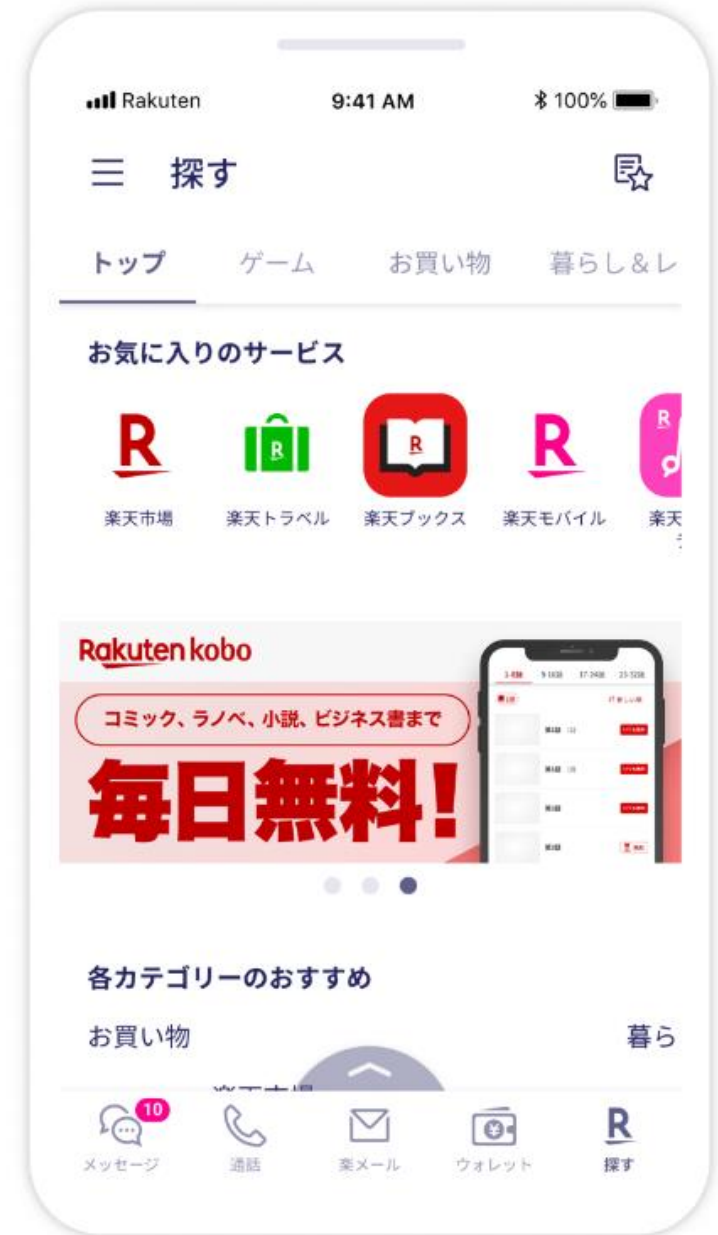 Rakuten 9:41 AM 100%
探す
トップ ゲーム お買い物 暮らし&レ
お気に入りのサービス
R R R R R
楽天市場 楽天トラベル 楽天ブックス 楽天モバイル 楽天
Rakuten kobo
コミック、ラノベ、小説、ビジネス書まで
毎日無料!
各カテゴリーのおすすめ
お買い物 暮ら
楽天市場
10
メッセージ 通話 楽メール ウォレット R 探す